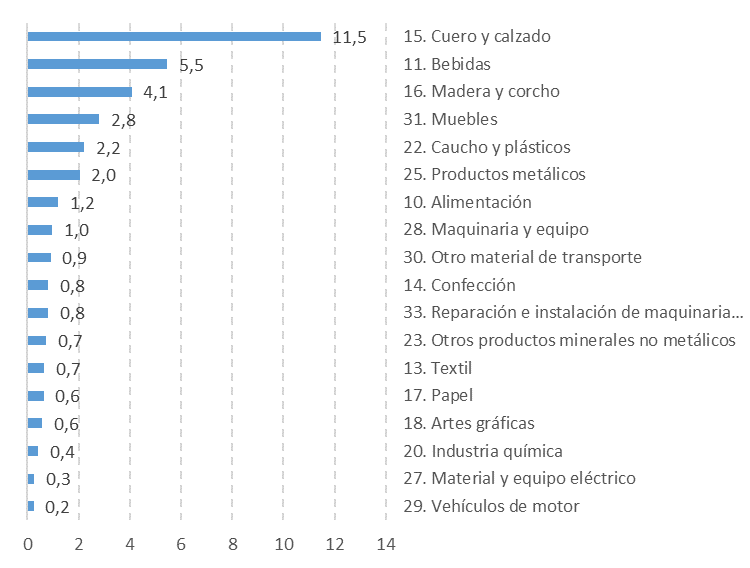 11,5 15. Cuero y calzado
5,5 11. Bebidas
4,1 16. Madera y corcho
2,8 31. Muebles
2,2 22. Caucho y plásticos
2,0 25. Productos metálicos
1,2 10. Alimentación
1,0 28. Maquinaria y equipo
0,9 30. Otro material de transporte
0,8 14. Confección
0,8 33. Reparación e instalación de maquinaria...
0,7 23. Otros productos minerales no metálicos
0,7 13. Textil
0,6 17. Papel
0,6 18. Artes gráficas
0,4 20. Industria química
0,3 27. Material y equipo eléctrico
0,2 29. Vehículos de motor
0 2 4 6 8 10 12 14